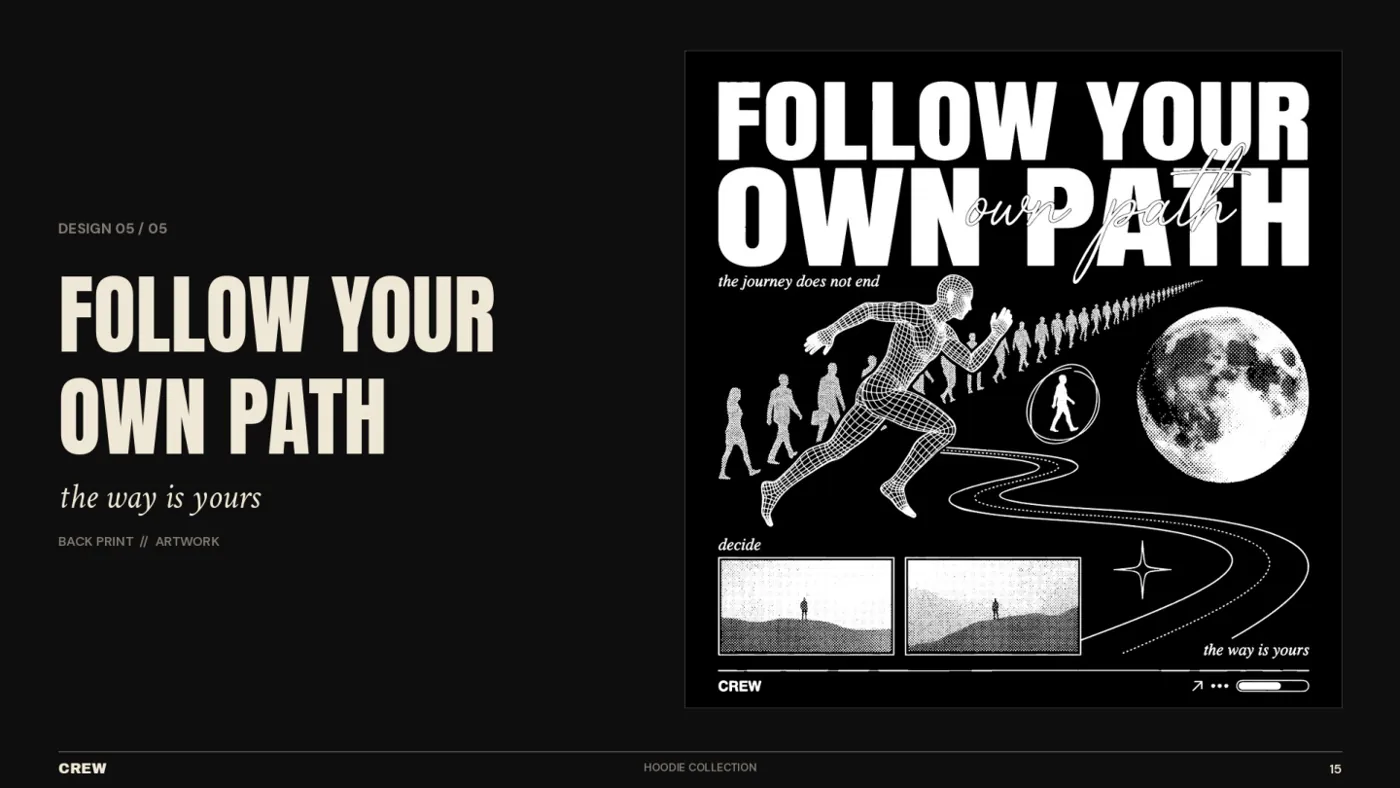 DESIGN 05 / 05
FOLLOW YOUR
OWN PATH
the way is yours
BACK PRINT // ARTWORK
FOLLOW YOUR
OWN PATH
own path
the journey does not end
decide
the way is yours
CREW
CREW
HOODIE COLLECTION
15